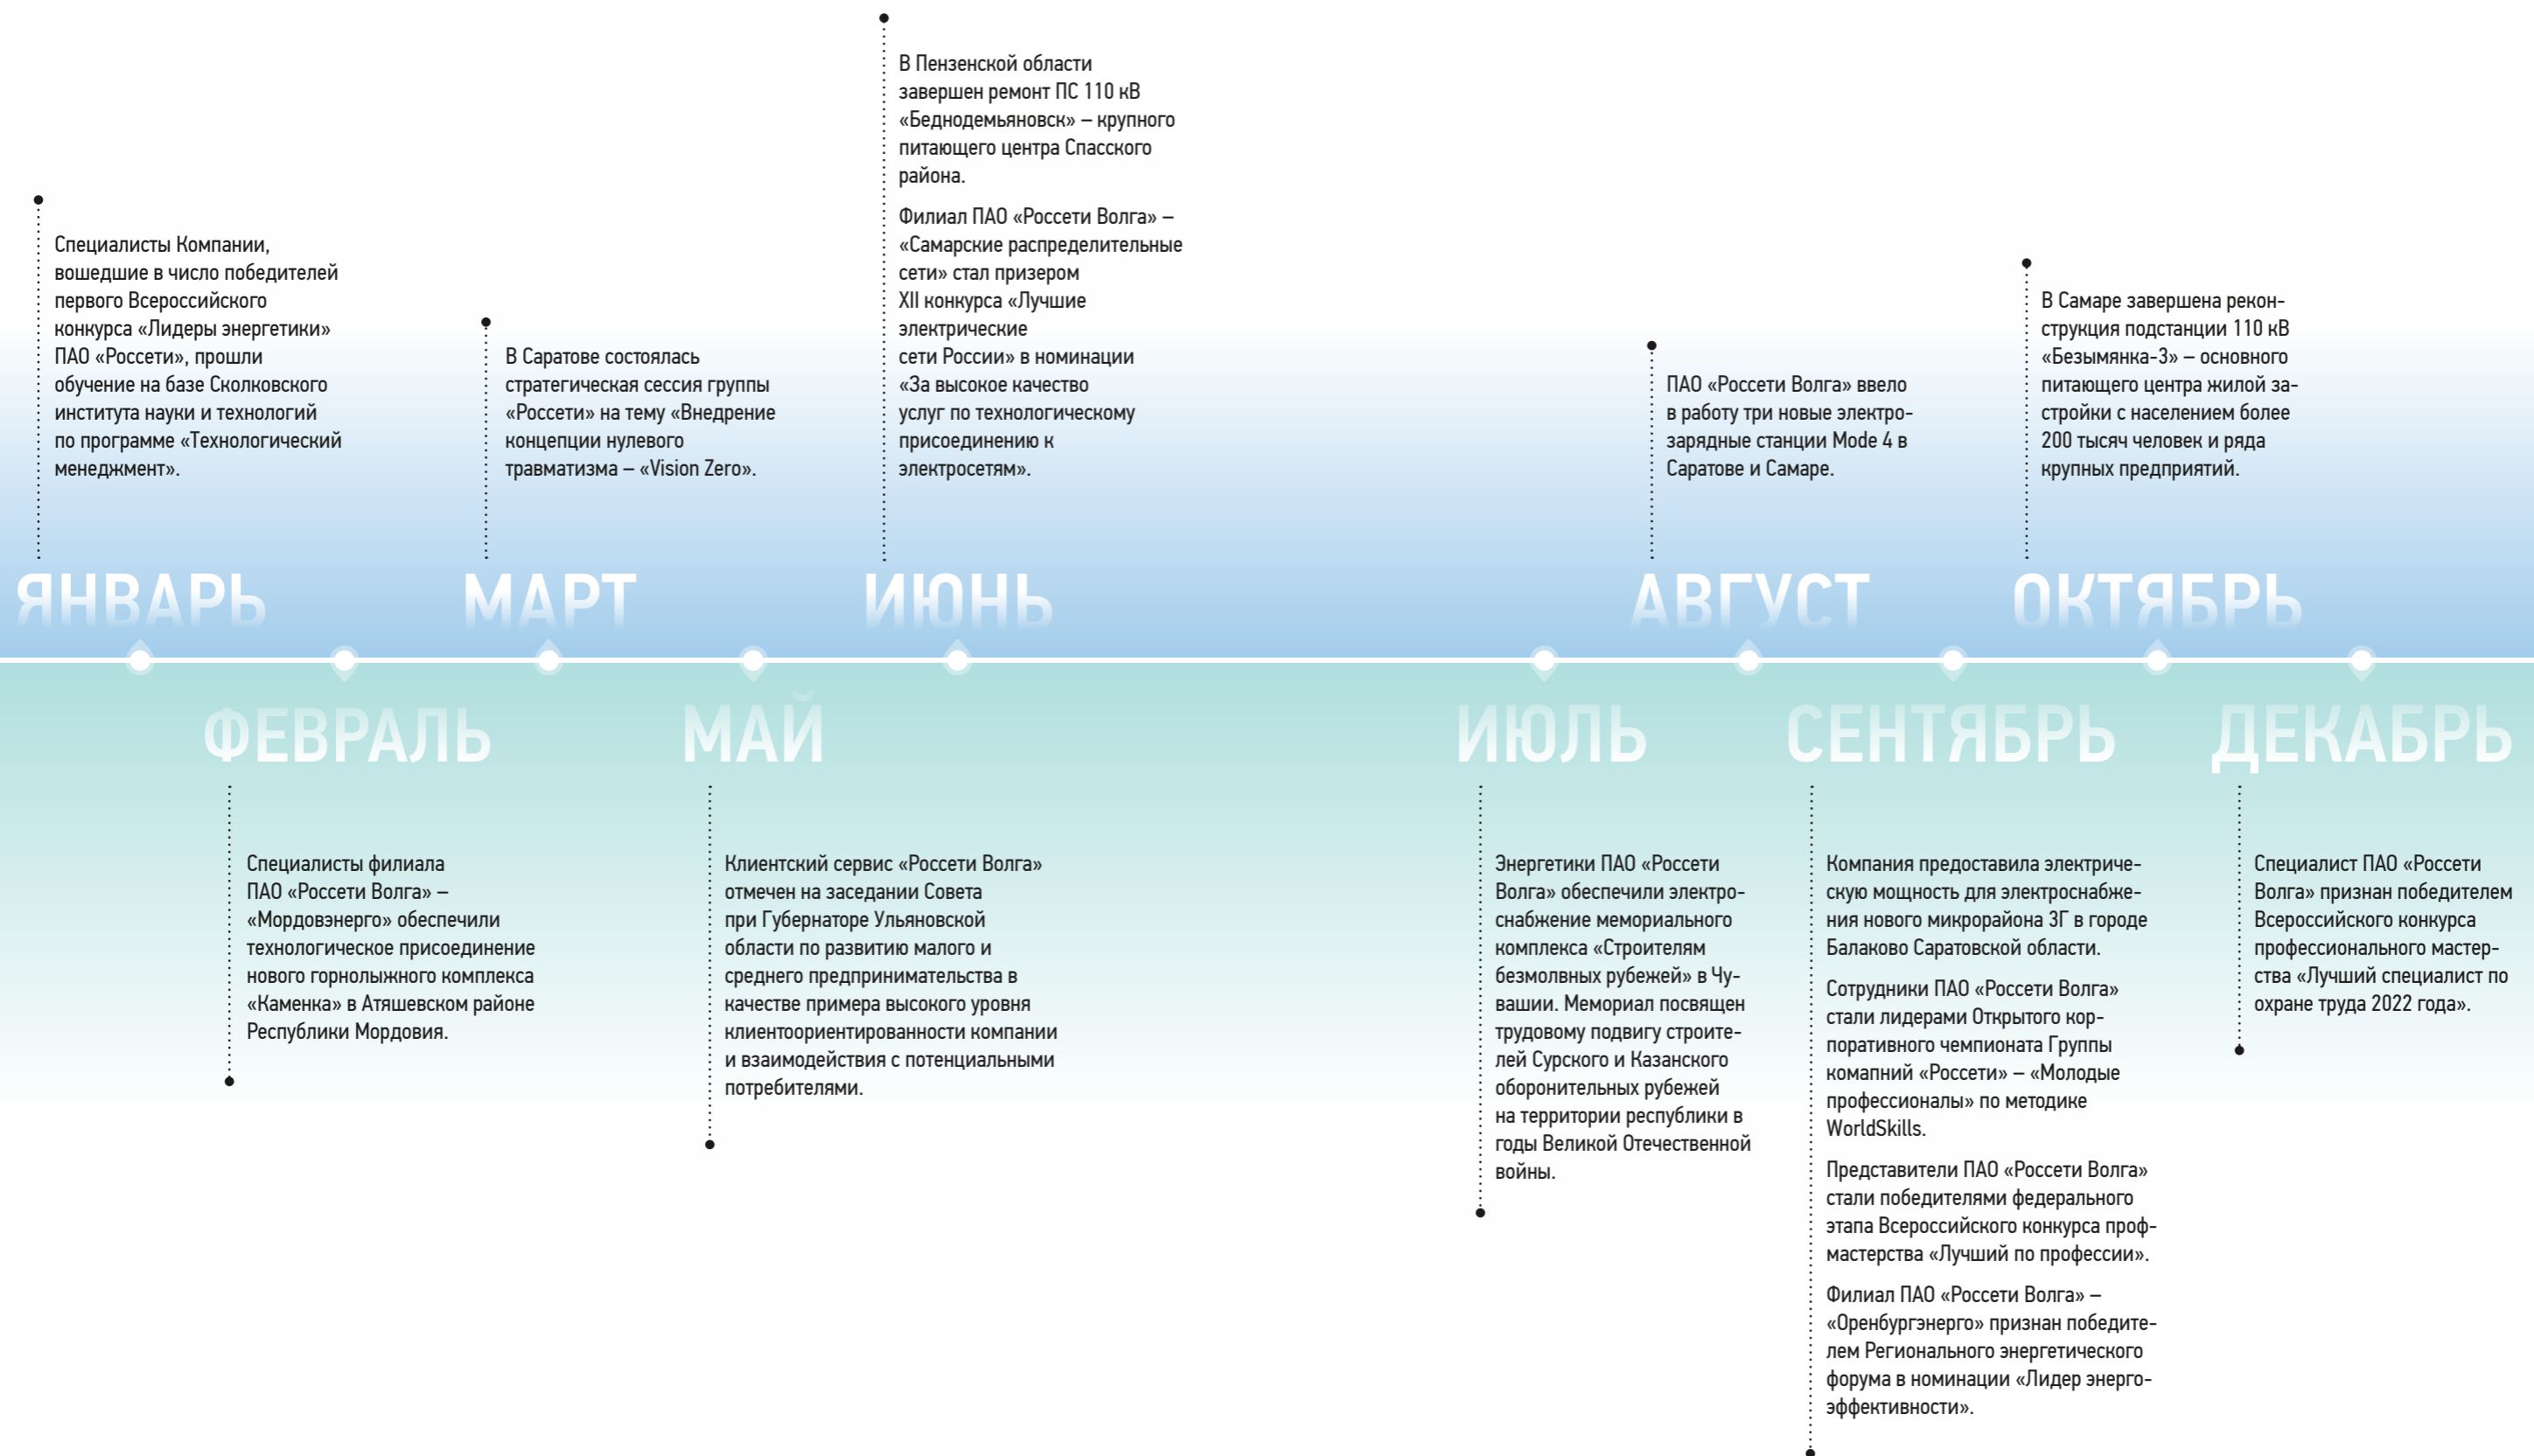 ЯНВАРЬ
Специалисты Компании,
вошедшие в число победителей
первого Всероссийского
конкурса «Лидеры энергетики»
ПАО «Россети», прошли
обучение на базе Сколковского
института науки и технологий
по программе «Технологический
менеджмент».
ФЕВРАЛЬ
Специалисты филиала
ПАО «Россети Волга» –
«Мордовэнерго» обеспечили
технологическое присоединение
нового горнолыжного комплекса
«Каменка» в Атяшевском районе
Республики Мордовия.
МАРТ
В Саратове состоялась
стратегическая сессия группы
«Россети» на тему «Внедрение
концепции нулевого
травматизма – «Vision Zero».
МАЙ
Клиентский сервис «Россети Волга»
отмечен на заседании Совета
при Губернаторе Ульяновской
области по развитию малого и
среднего предпринимательства в
качестве примера высокого уровня
клиентоориентированности компании
и взаимодействия с потенциальными
потребителями.
ИЮНЬ
В Пензенской области
завершен ремонт ПС 110 кВ
«Беднодемьяновск» – крупного
питающего центра Спасского
района.
Филиал ПАО «Россети Волга» –
«Самарские распределительные
сети» стал призером
XII конкурса «Лучшие
электрические
сети России» в номинации
«За высокое качество
услуг по технологическому
присоединению к
электросетям».
ИЮЛЬ
Энергетики ПАО «Россети
Волга» обеспечили электро-
снабжение мемориального
комплекса «Строителям
безмолвных рубежей» в Чу-
вашии. Мемориал посвящен
трудовому подвигу строите-
лей Сурского и Казанского
оборонительных рубежей
на территории республики в
годы Великой Отечественной
войны.
АВГУСТ
ПАО «Россети Волга» ввело
в работу три новые электро-
зарядные станции Mode 4 в
Саратове и Самаре.
СЕНТЯБРЬ
Компания предоставила электриче-
скую мощность для электроснабже-
ния нового микрорайона 3Г в городе
Балаково Саратовской области.
Сотрудники ПАО «Россети Волга»
стали лидерами Открытого кор-
поративного чемпионата Группы
комапний «Россети» – «Молодые
профессионалы» по методике
WorldSkills.
Представители ПАО «Россети Волга»
стали победителями федерального
этапа Всероссийского конкурса проф-
мастерства «Лучший по профессии».
Филиал ПАО «Россети Волга» –
«Оренбургэнерго» признан победите-
лем Регионального энергетического
форума в номинации «Лидер энерго-
эффективности».
ОКТЯБРЬ
В Самаре завершена рекон-
струкция подстанции 110 кВ
«Безымянка-3» – основного
питающего центра жилой за-
стройки с населением более
200 тысяч человек и ряда
крупных предприятий.
ДЕКАБРЬ
Специалист ПАО «Россети
Волга» признан победителем
Всероссийского конкурса
профессионального мастер-
ства «Лучший специалист по
охране труда 2022 года».